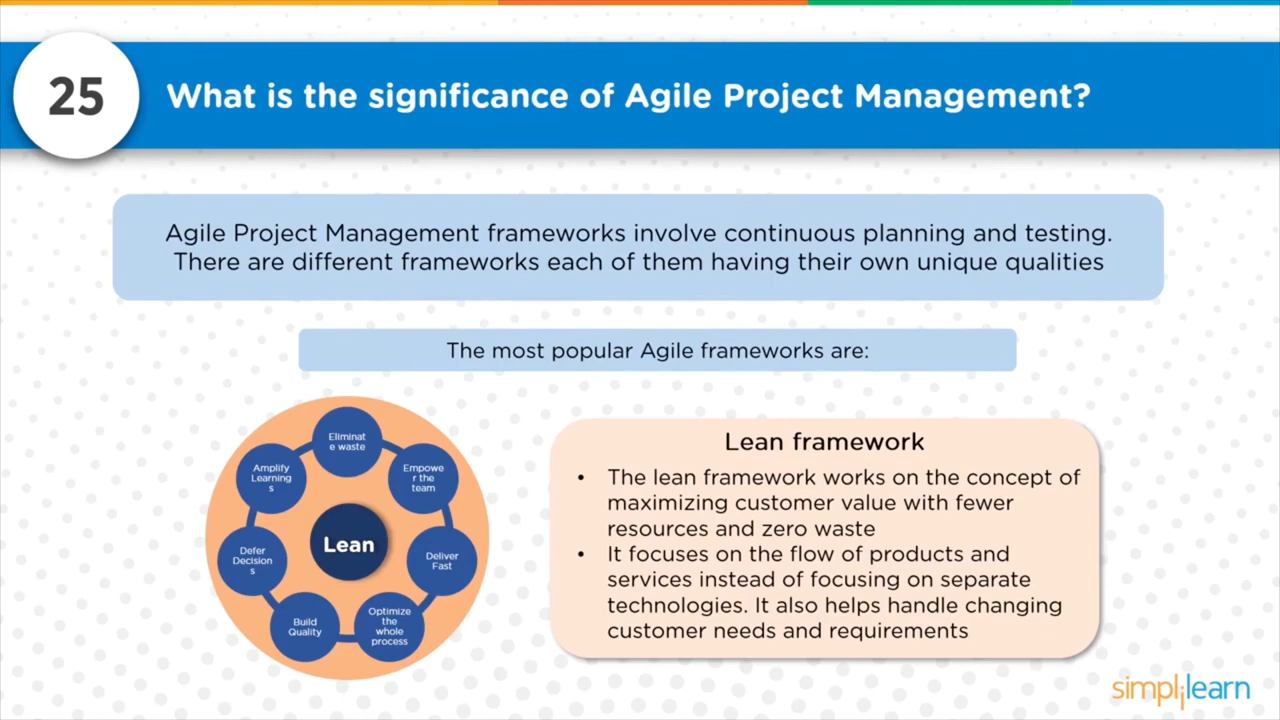 25
What is the significance of Agile Project Management?
Agile Project Management frameworks involve continuous planning and testing.
There are different frameworks each of them having their own unique qualities
The most popular Agile frameworks are:
Eliminat
e waste
Empowe
r the
team
Deliver
Fast
Optimize
the
whole
process
Build
Quality
Defer
Decision
s
Amplify
Learning
s
Lean
Lean framework
• The lean framework works on the concept of
maximizing customer value with fewer
resources and zero waste
• It focuses on the flow of products and
services instead of focusing on separate
technologies. It also helps handle changing
customer needs and requirements
simplilearn